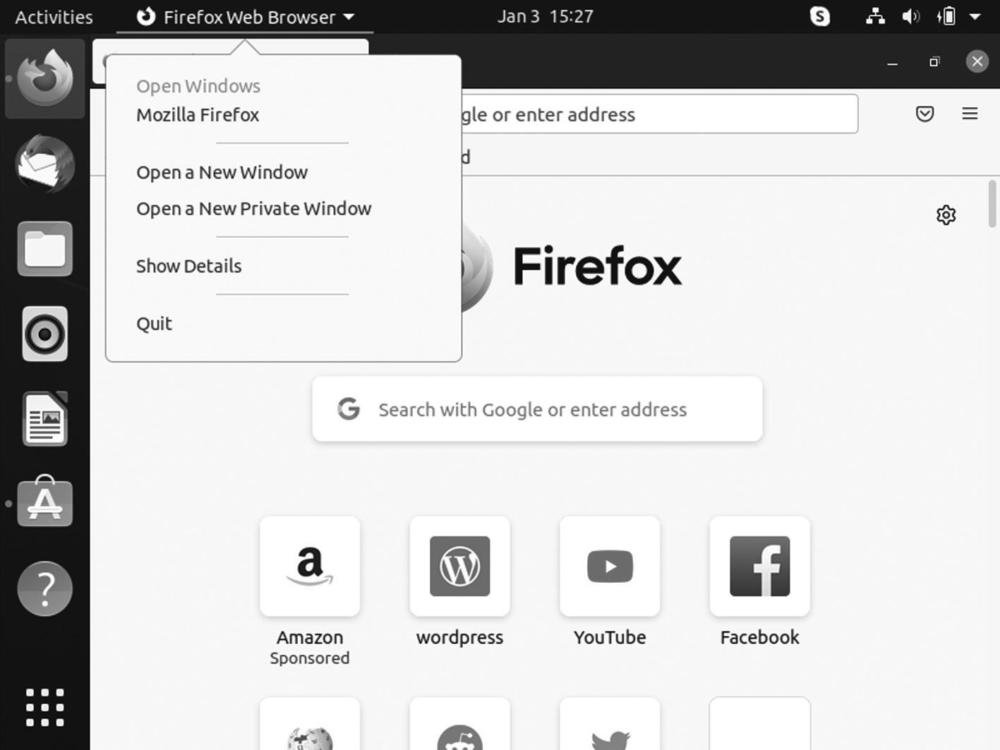 Activities
Firefox Web Browser
Jan 3 15:27
Open Windows
Mozilla Firefox
gle or enter address
Open a New Window
d
Open a New Private Window
Show Details
Quit
Firefox
Search with Google or enter address
Amazon
Sponsored
wordpress
YouTube
Facebook